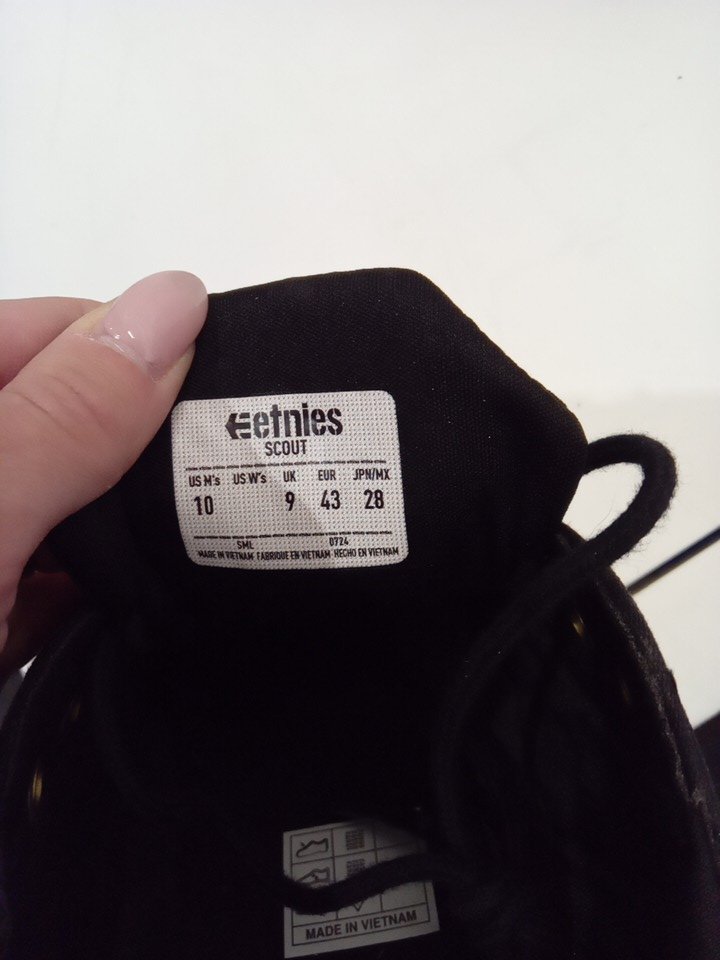 etnies
SCOUT
US M's US W's UK EUR JPN/MX
10 9 43 28
SML 0724
MADE IN VIETNAM FABRIQUE EN VIETNAM HECHO EN VIETNAM
MADE IN VIETNAM